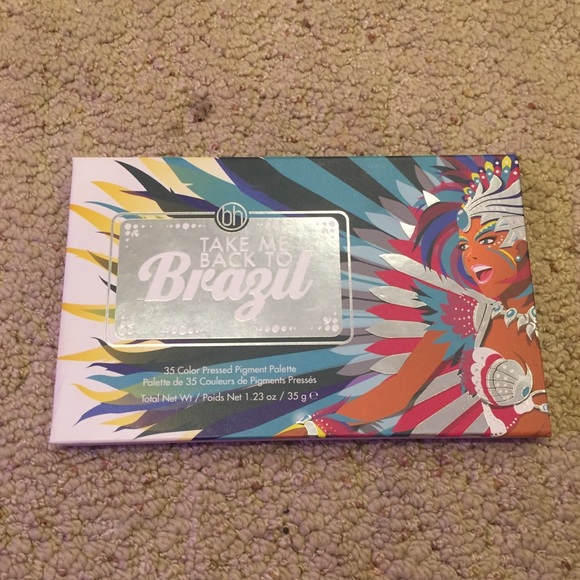 bh
TAKE ME
BACK TO
Brazil
35 Color Pressed Pigment Palette
Palette de 35 Couleurs de Pigments Pressés
Total Net Wt / Poids Net 1.23 oz / 35 g ℮